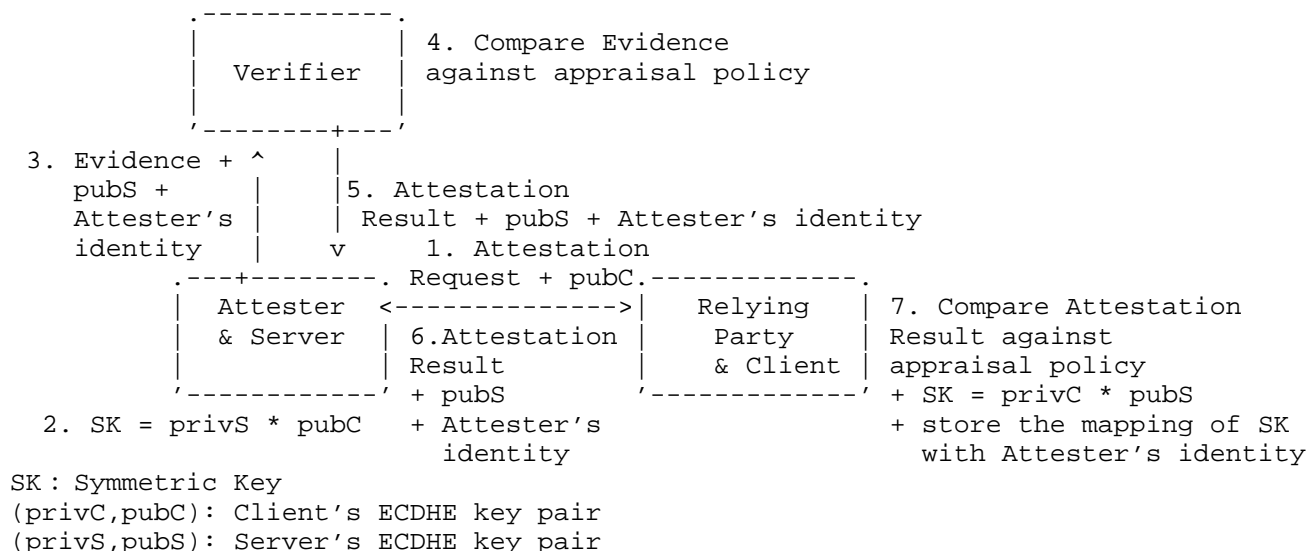 4. Compare Evidence
Verifier against appraisal policy
3. Evidence +
pubS + 5. Attestation
Attester's Result + pubS + Attester's identity
identity 1. Attestation
Request + pubC
Attester Relying 7. Compare Attestation
& Server 6.Attestation Party Result against
Result & Client appraisal policy
+ pubS + SK = privC * pubS
2. SK = privS * pubC + Attester's + store the mapping of SK
identity with Attester's identity
SK : Symmetric Key
(privC,pubC): Client's ECDHE key pair
(privS,pubS): Server's ECDHE key pair